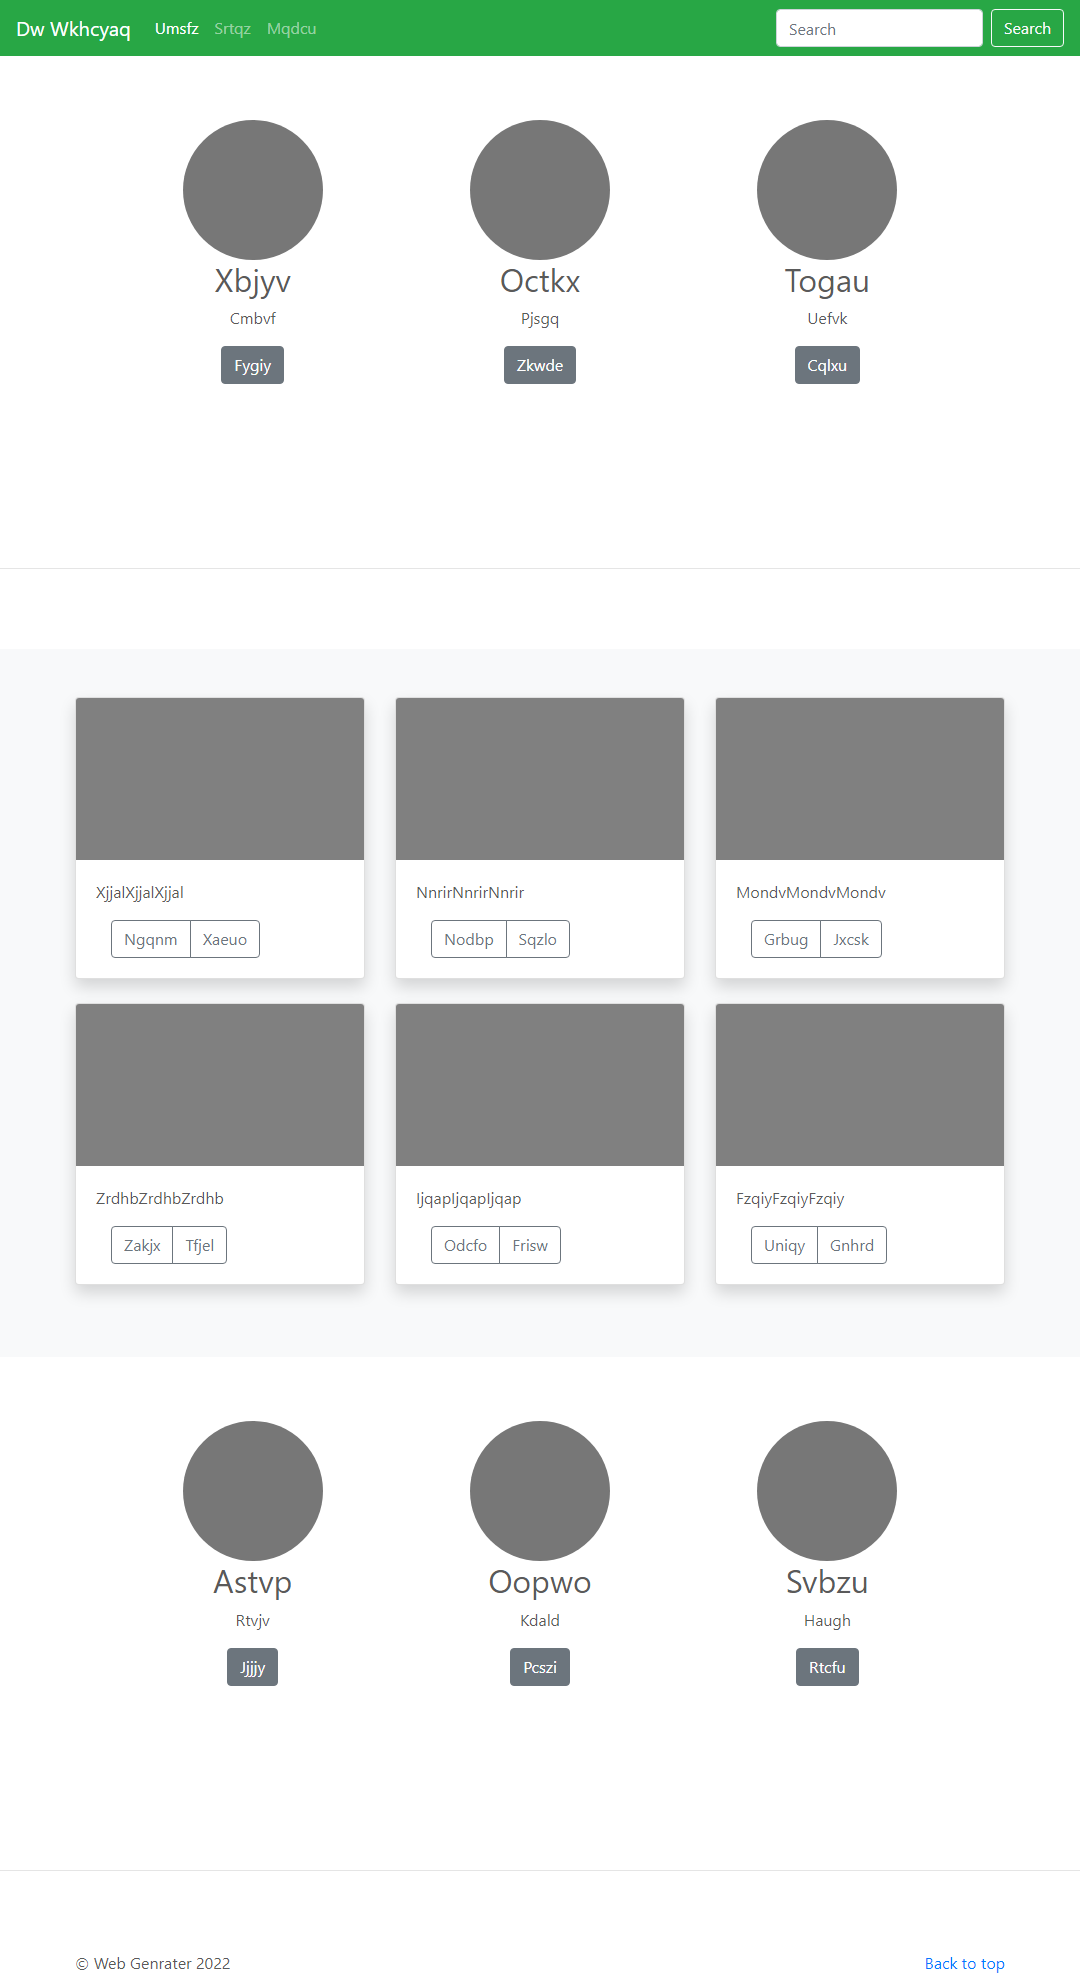 Dw Wkhcyaq Umsfz Srtqz Mqdcu Search Search
Xbjyv Octkx Togau
Cmbvf Pjsgq Uefvk
Fygiy Zkwde Cqlxu
XjjalXjjalXjjal NnrirNnrirNnrir MondvMondvMondv
Ngqnm Xaeuo Nodbp Sqzlo Grbug Jxcsk
ZrdhbZrdhbZrdhb IjqapIjqapIjqap FzqiyFzqiyFzqiy
Zakjx Tfjel Odcfo Frisw Uniqy Gnhrd
Astvp Oopwo Svbzu
Rtvjv Kdald Haugh
Jjjjy Pcszi Rtcfu
© Web Genrater 2022 Back to top